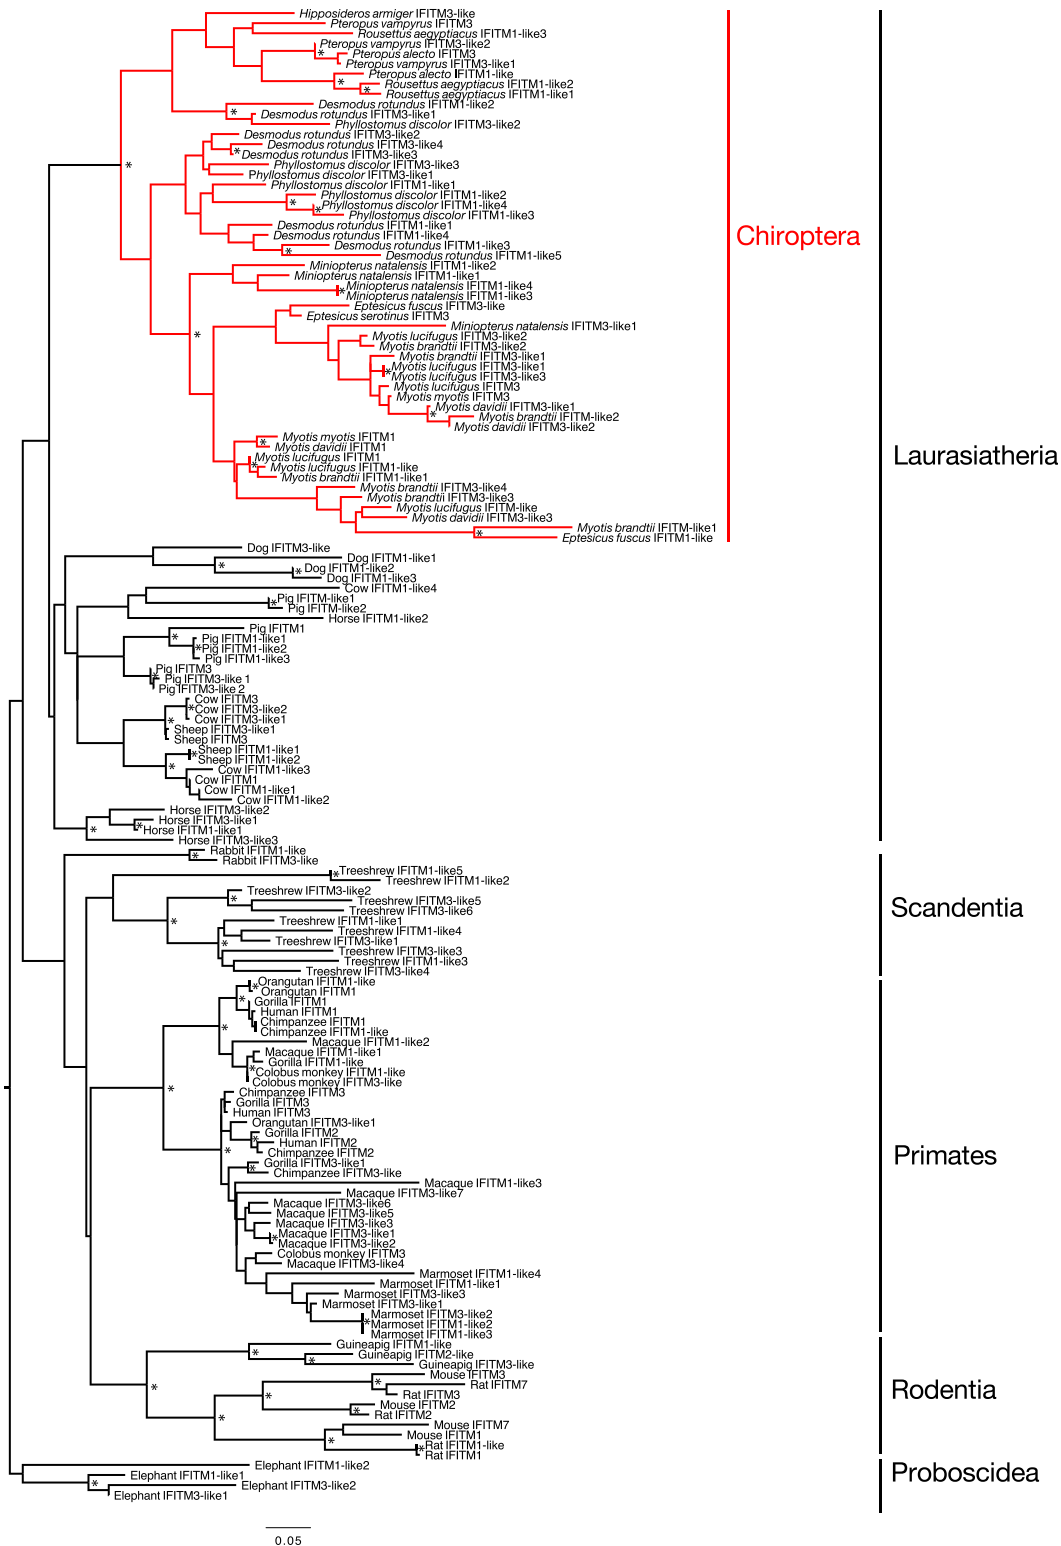 Hipposideros armiger IFITM3-like
Pteropus vampyrus IFITM3
Rousettus aegyptiacus IFITM1-like3
Pteropus vampyrus IFITM3-like2
Pteropus alecto IFITM3
Pteropus vampyrus IFITM3-like1
Pteropus alecto IFITM1-like
Rousettus aegyptiacus IFITM1-like2
Rousettus aegyptiacus IFITM1-like1
Desmodus rotundus IFITM1-like2
Desmodus rotundus IFITM3-like1
Phyllostomus discolor IFITM3-like2
Desmodus rotundus IFITM3-like2
Desmodus rotundus IFITM3-like4
Desmodus rotundus IFITM3-like3
Phyllostomus discolor IFITM3-like3
Phyllostomus discolor IFITM3-like1
Phyllostomus discolor IFITM1-like1
Phyllostomus discolor IFITM1-like2
Phyllostomus discolor IFITM1-like4
Phyllostomus discolor IFITM1-like3
Desmodus rotundus IFITM1-like1
Desmodus rotundus IFITM1-like4
Desmodus rotundus IFITM1-like3
Desmodus rotundus IFITM1-like5
Miniopterus natalensis IFITM1-like2
Miniopterus natalensis IFITM1-like1
Miniopterus natalensis IFITM1-like4
Miniopterus natalensis IFITM1-like3
Eptesicus fuscus IFITM3-like
Eptesicus serotinus IFITM3
Miniopterus natalensis IFITM3-like1
Myotis lucifugus IFITM3-like2
Myotis brandtii IFITM3-like2
Myotis brandtii IFITM3-like1
Myotis lucifugus IFITM3-like1
Myotis lucifugus IFITM3-like3
Myotis lucifugus IFITM3
Myotis myotis IFITM3
Myotis davidii IFITM3-like1
Myotis brandtii IFITM-like2
Myotis davidii IFITM3-like2
Myotis myotis IFITM1
Myotis davidii IFITM1
Myotis lucifugus IFITM1
Myotis lucifugus IFITM1-like
Myotis brandtii IFITM1-like1
Myotis brandtii IFITM3-like4
Myotis brandtii IFITM3-like3
Myotis lucifugus IFITM-like
Myotis davidii IFITM3-like3
Myotis brandtii IFITM-like1
Eptesicus fuscus IFITM1-like
Chiroptera
Dog IFITM3-like
Dog IFITM1-like1
Dog IFITM1-like2
Dog IFITM1-like3
Cow IFITM1-like4
Pig IFITM-like1
Pig IFITM-like2
Horse IFITM1-like2
Pig IFITM1
Pig IFITM1-like1
Pig IFITM1-like2
Pig IFITM1-like3
Pig IFITM3
Pig IFITM3-like 1
Pig IFITM3-like 2
Cow IFITM3
Cow IFITM3-like2
Cow IFITM3-like1
Sheep IFITM3-like1
Sheep IFITM3
Sheep IFITM1-like1
Sheep IFITM1-like2
Cow IFITM1-like3
Cow IFITM1
Cow IFITM1-like1
Cow IFITM1-like2
Horse IFITM3-like2
Horse IFITM3-like1
Horse IFITM1-like1
Horse IFITM3-like3
Laurasiatheria
Rabbit IFITM1-like
Rabbit IFITM3-like
Treeshrew IFITM1-like5
Treeshrew IFITM1-like2
Treeshrew IFITM3-like2
Treeshrew IFITM3-like5
Treeshrew IFITM3-like6
Treeshrew IFITM1-like1
Treeshrew IFITM1-like4
Treeshrew IFITM3-like1
Treeshrew IFITM3-like3
Treeshrew IFITM1-like3
Treeshrew IFITM3-like4
Scandentia
Orangutan IFITM1-like
Orangutan IFITM1
Gorilla IFITM1
Human IFITM1
Chimpanzee IFITM1
Chimpanzee IFITM1-like
Macaque IFITM1-like2
Macaque IFITM1-like1
Gorilla IFITM1-like
Colobus monkey IFITM1-like
Colobus monkey IFITM3-like
Chimpanzee IFITM3
Gorilla IFITM3
Human IFITM3
Orangutan IFITM3-like1
Gorilla IFITM2
Human IFITM2
Chimpanzee IFITM2
Gorilla IFITM3-like1
Chimpanzee IFITM3-like
Macaque IFITM1-like3
Macaque IFITM3-like7
Macaque IFITM3-like6
Macaque IFITM3-like5
Macaque IFITM3-like3
Macaque IFITM3-like1
Macaque IFITM3-like2
Colobus monkey IFITM3
Macaque IFITM3-like4
Marmoset IFITM1-like4
Marmoset IFITM1-like1
Marmoset IFITM3-like3
Marmoset IFITM3-like1
Marmoset IFITM3-like2
Marmoset IFITM1-like2
Marmoset IFITM1-like3
Primates
Guineapig IFITM1-like
Guineapig IFITM2-like
Guineapig IFITM3-like
Mouse IFITM3
Rat IFITM7
Rat IFITM3
Mouse IFITM2
Rat IFITM2
Mouse IFITM7
Mouse IFITM1
Rat IFITM1-like
Rat IFITM1
Rodentia
Elephant IFITM1-like2
Elephant IFITM1-like1
Elephant IFITM3-like2
Elephant IFITM3-like1
Proboscidea
0.05